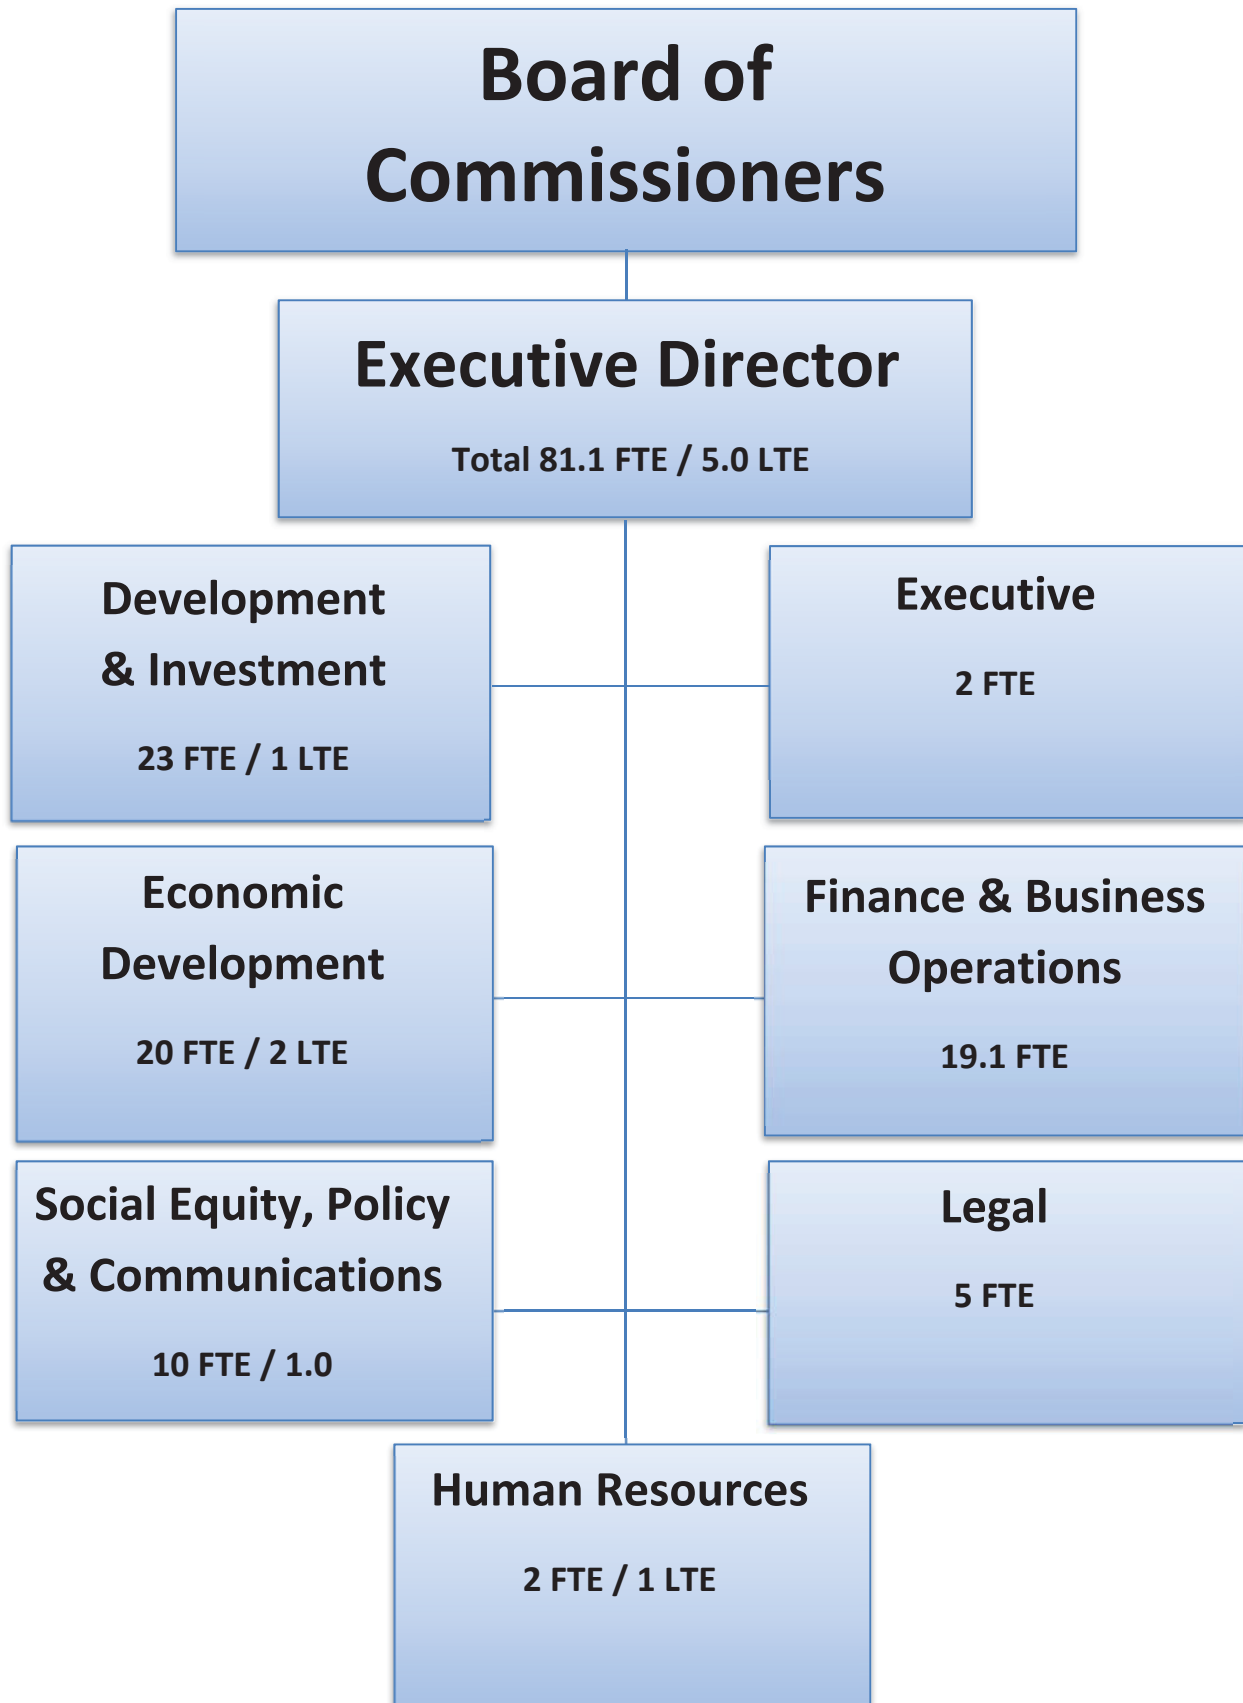 Board of
Commissioners
Executive Director
Total 81.1 FTE / 5.0 LTE
Development
& Investment
23 FTE / 1 LTE
Executive
2 FTE
Economic
Development
20 FTE / 2 LTE
Finance & Business
Operations
19.1 FTE
Social Equity, Policy
& Communications
10 FTE / 1.0
Legal
5 FTE
Human Resources
2 FTE / 1 LTE